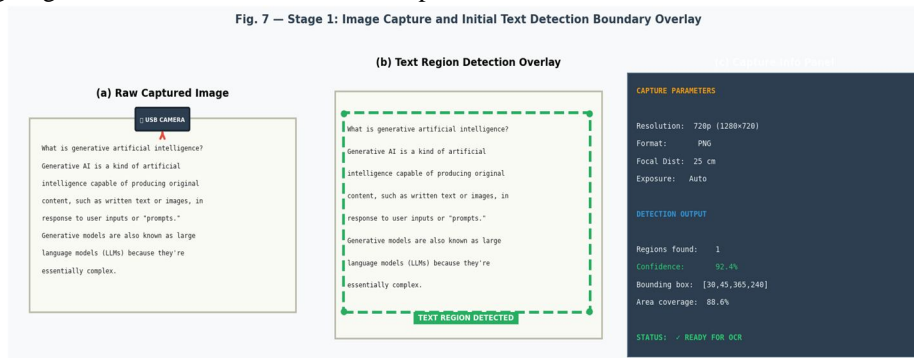 Fig. 7 — Stage 1: Image Capture and Initial Text Detection Boundary Overlay
(a) Raw Captured Image
USB CAMERA
What is generative artificial intelligence?
Generative AI is a kind of artificial
intelligence capable of producing original
content, such as written text or images, in
response to user inputs or "prompts."
Generative models are also known as large
language models (LLMs) because they're
essentially complex.
(b) Text Region Detection Overlay
What is generative artificial intelligence?
Generative AI is a kind of artificial
intelligence capable of producing original
content, such as written text or images, in
response to user inputs or "prompts."
Generative models are also known as large
language models (LLMs) because they're
essentially complex.
TEXT REGION DETECTED
CAPTURE PARAMETERS
Resolution: 720p (1280×720)
Format: PNG
Focal Dist: 25 cm
Exposure: Auto
DETECTION OUTPUT
Regions found: 1
Confidence: 92.4%
Bounding box: [30,45,365,240]
Area coverage: 88.6%
STATUS: ✓ READY FOR OCR